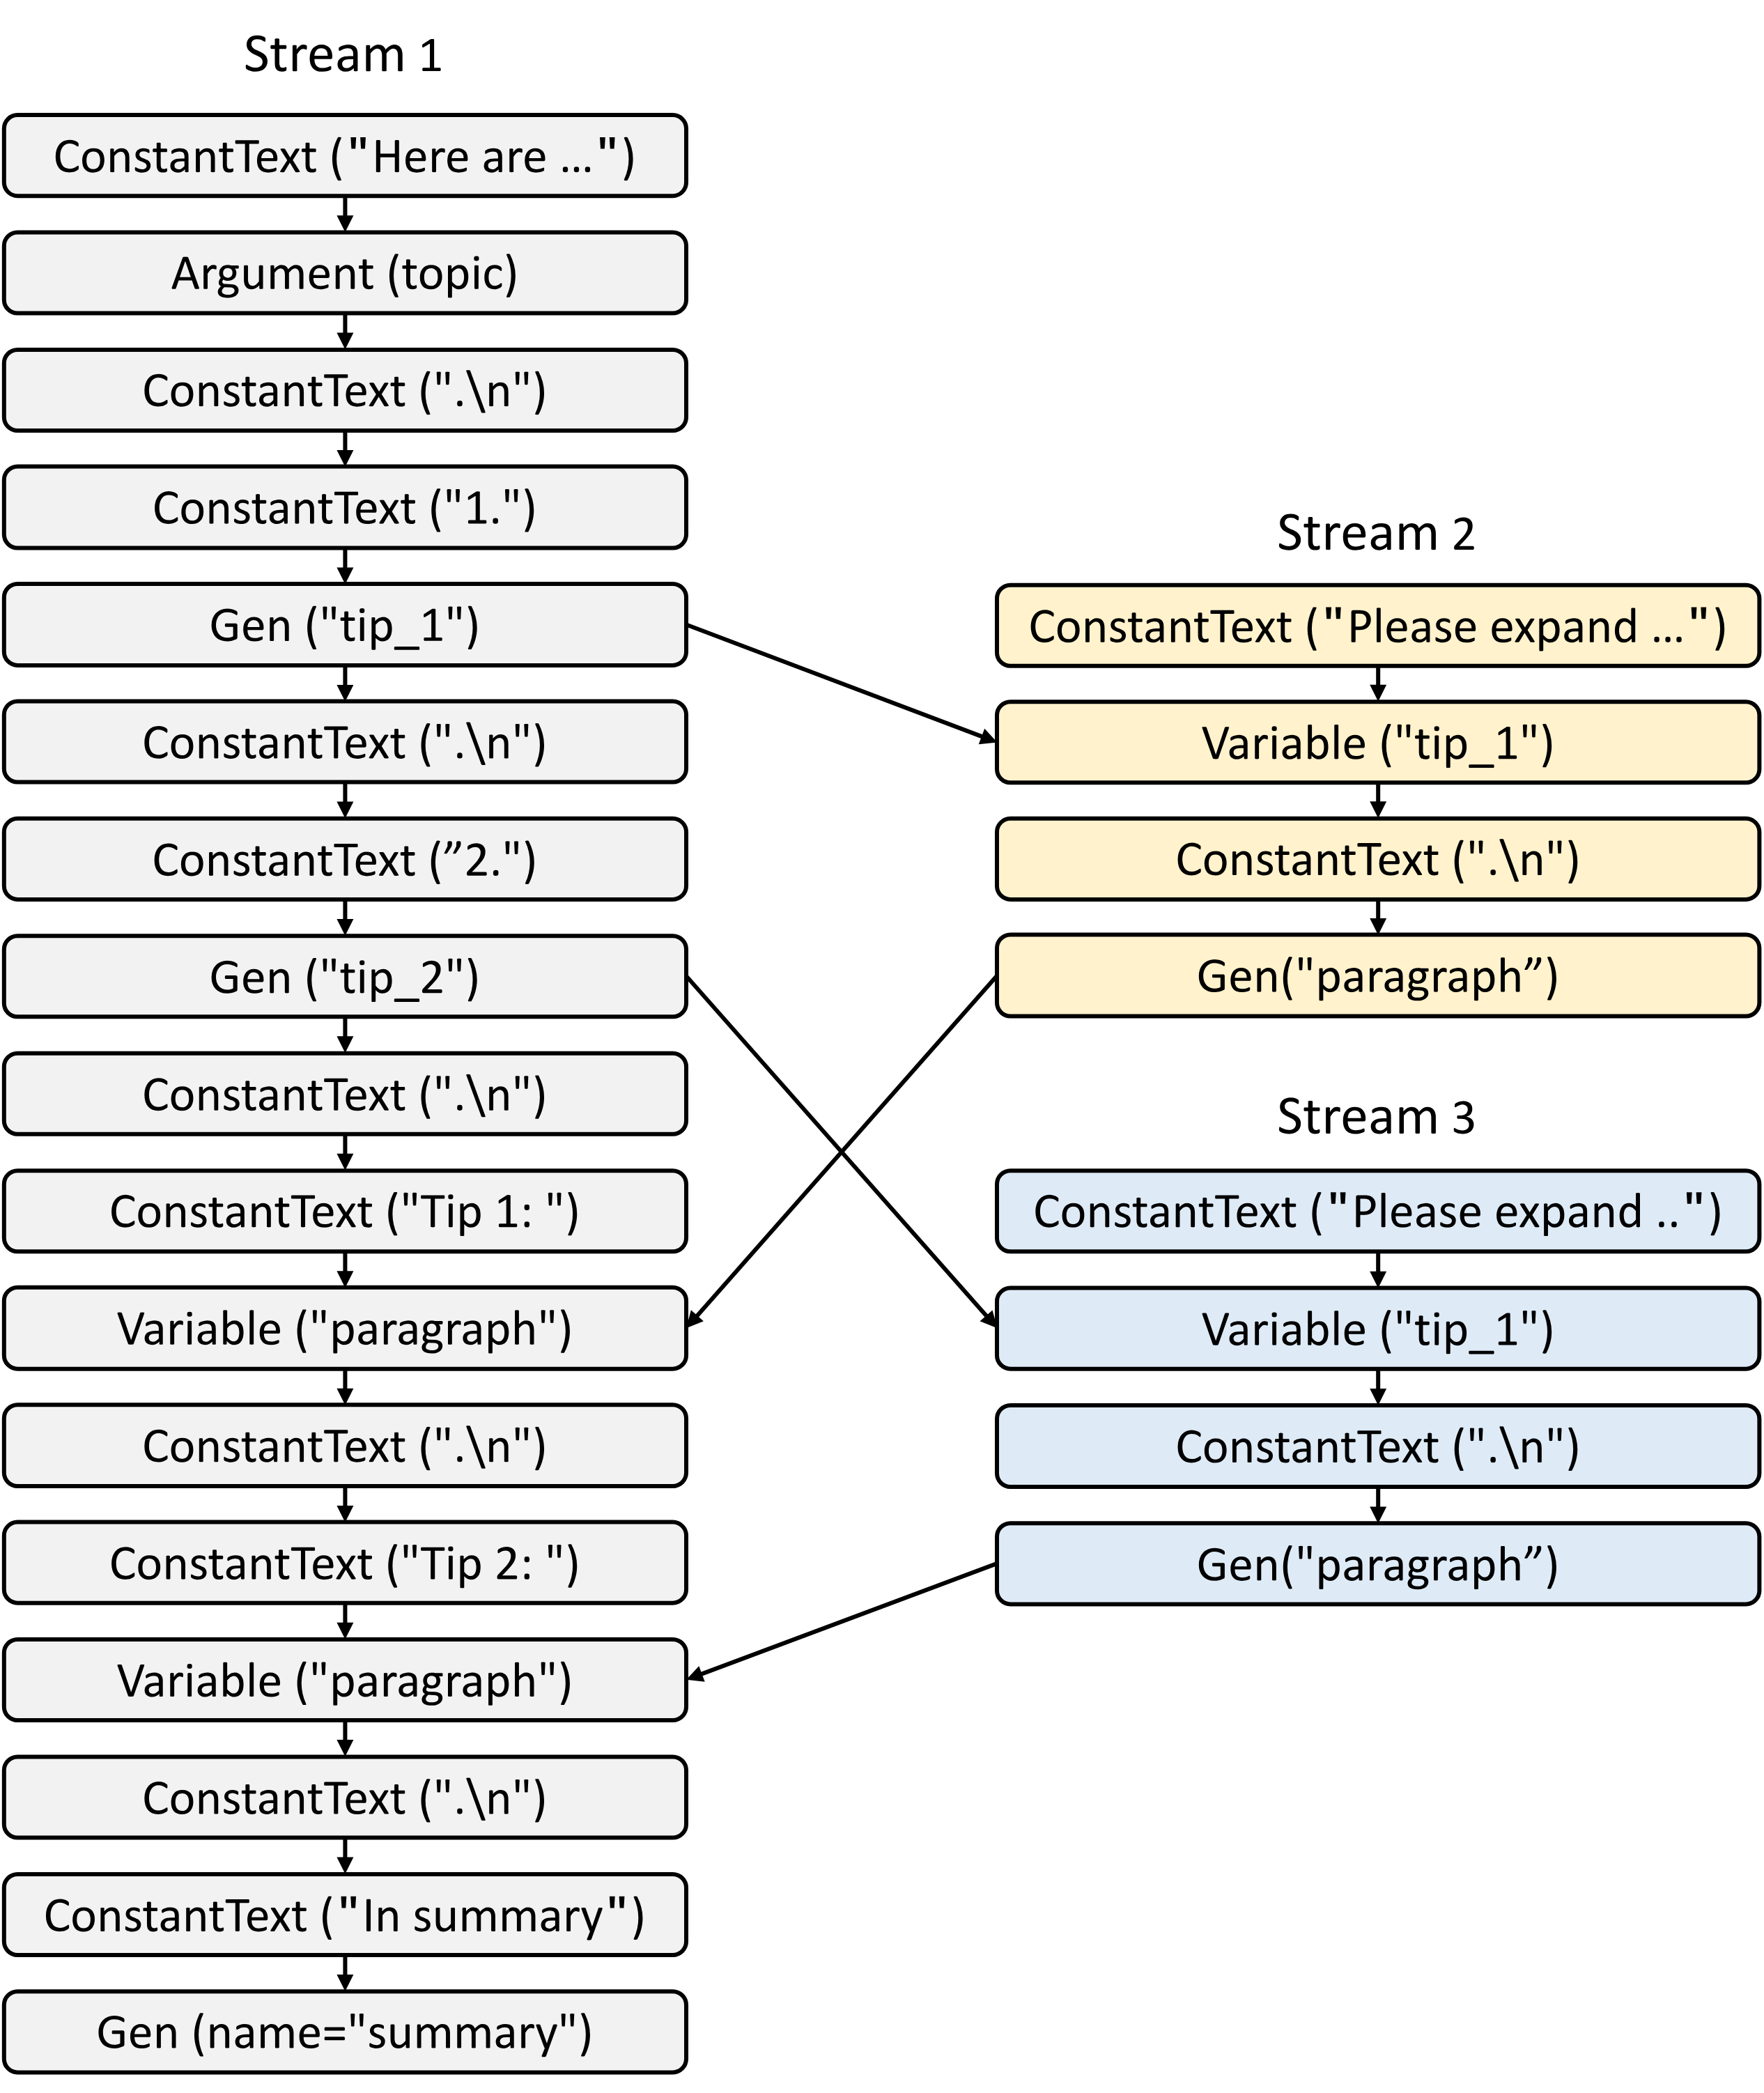 Stream 1
ConstantText ("Here are ...")
Argument (topic)
ConstantText (".\n")
ConstantText ("1.")
Gen ("tip_1")
ConstantText (".\n")
ConstantText (”2.")
Gen ("tip_2")
ConstantText (".\n")
ConstantText ("Tip 1: ")
Variable ("paragraph")
ConstantText (".\n")
ConstantText ("Tip 2: ")
Variable ("paragraph")
ConstantText (".\n")
ConstantText ("In summary")
Gen (name="summary")
Stream 2
ConstantText ("Please expand ...")
Variable ("tip_1")
ConstantText (".\n")
Gen("paragraph”)
Stream 3
ConstantText ("Please expand ..")
Variable ("tip_1")
ConstantText (".\n")
Gen("paragraph”)